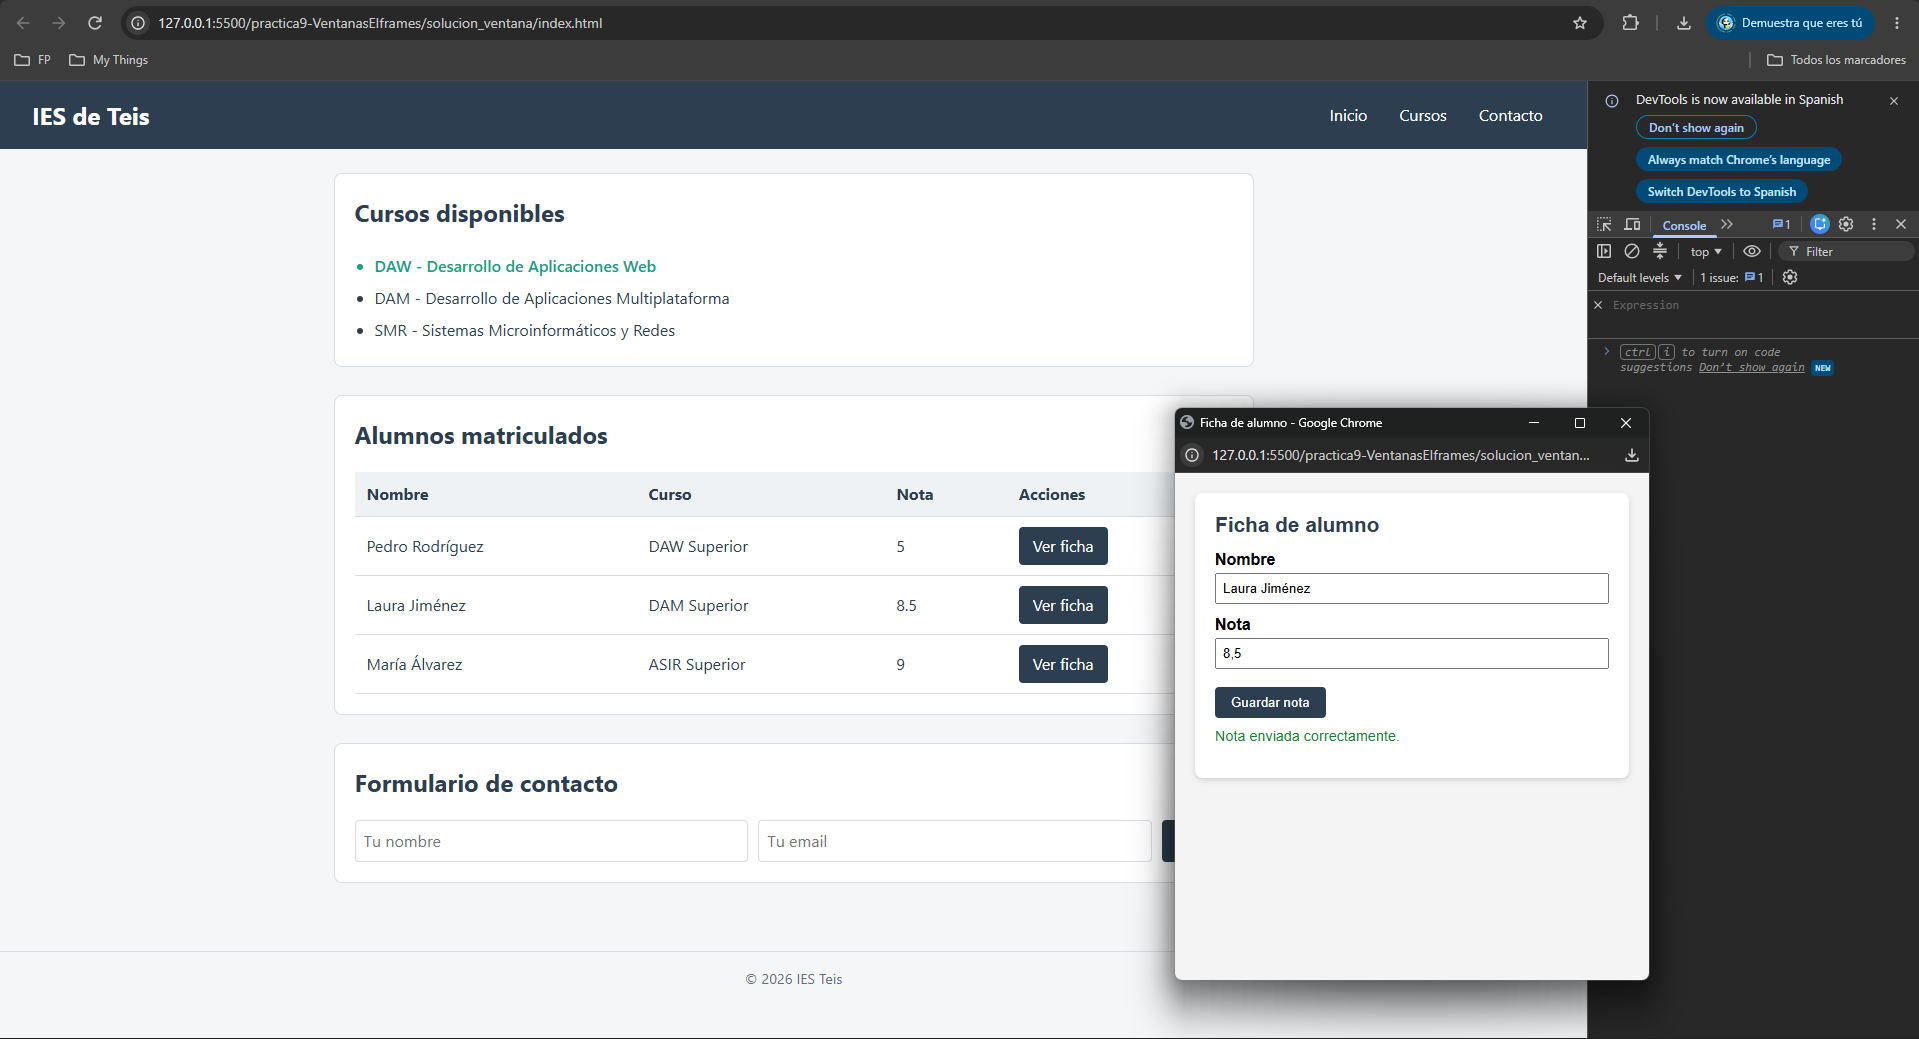 127.0.0.1:5500/practica9-VentanasEIframes/solucion_ventana/index.html
Demuestra que eres tú
FP
My Things
Todos los marcadores
IES de Teis
Inicio
Cursos
Contacto
Cursos disponibles
DAW - Desarrollo de Aplicaciones Web
DAM - Desarrollo de Aplicaciones Multiplataforma
SMR - Sistemas Microinformáticos y Redes
Alumnos matriculados
Nombre Curso Nota Acciones
Pedro Rodríguez DAW Superior 5 Ver ficha
Laura Jiménez DAM Superior 8.5 Ver ficha
María Álvarez ASIR Superior 9 Ver ficha
Formulario de contacto
Tu nombre
Tu email
© 2026 IES Teis
DevTools is now available in Spanish
Don't show again
Always match Chrome's language
Switch DevTools to Spanish
Console
1
top
Filter
Default levels
1 issue: 1
Expression
ctrl i to turn on code
suggestions Don't show again NEW
Ficha de alumno - Google Chrome
127.0.0.1:5500/practica9-VentanasEIframes/solucion_ventan...
Ficha de alumno
Nombre
Laura Jiménez
Nota
8,5
Guardar nota
Nota enviada correctamente.